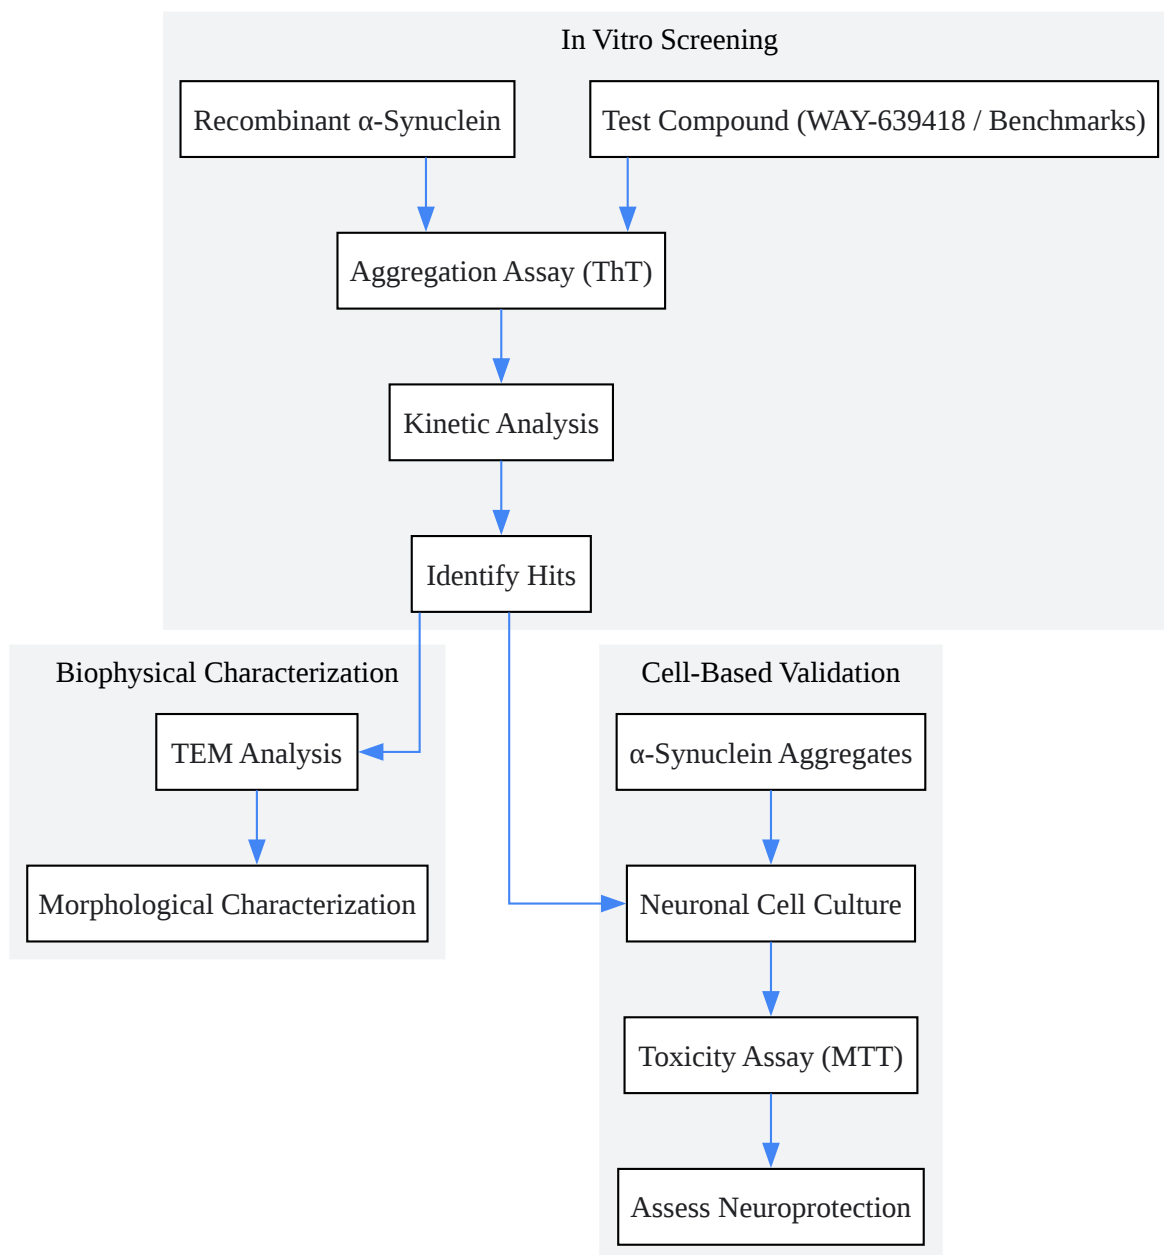 In Vitro Screening
Recombinant α-Synuclein
Test Compound (WAY-639418 / Benchmarks)
Aggregation Assay (ThT)
Kinetic Analysis
Identify Hits
Biophysical Characterization
TEM Analysis
Morphological Characterization
Cell-Based Validation
α-Synuclein Aggregates
Neuronal Cell Culture
Toxicity Assay (MTT)
Assess Neuroprotection